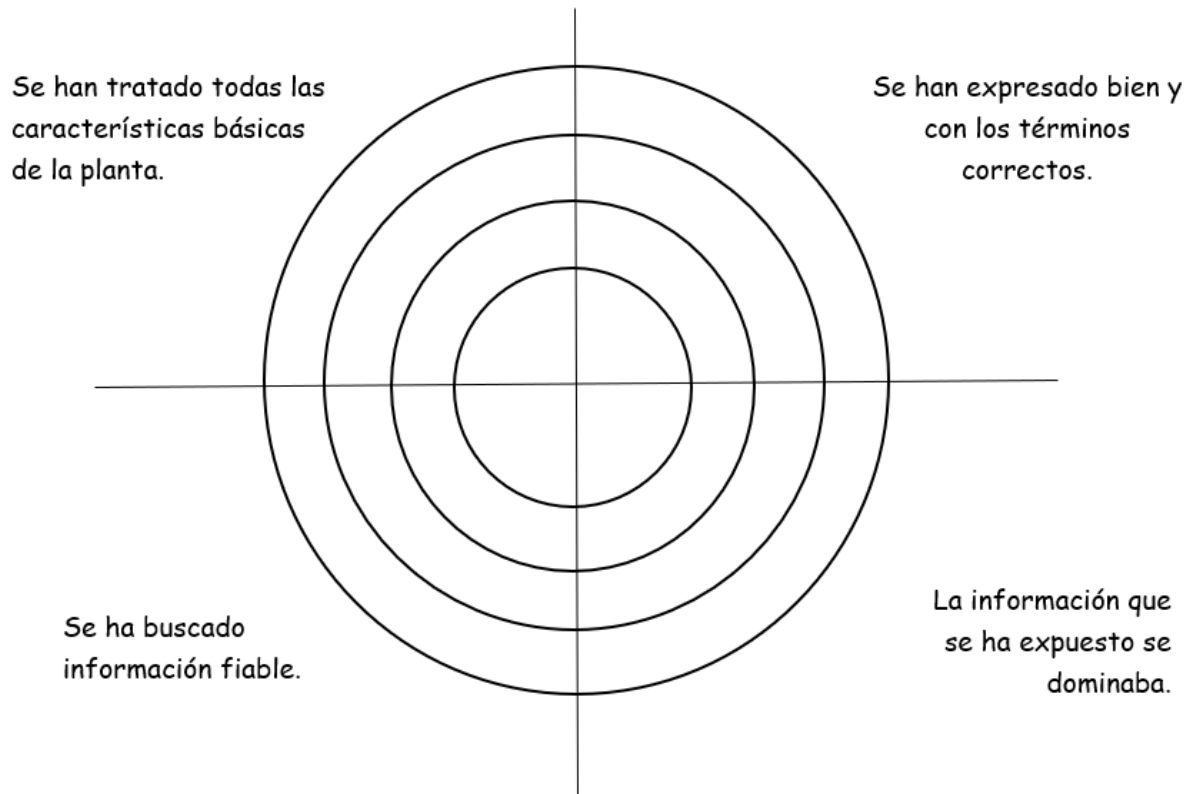 Se han tratado todas las
características básicas
de la planta.
Se han expresado bien y
con los términos
correctos.
Se ha buscado
información fiable.
La información que
se ha expuesto se
dominaba.